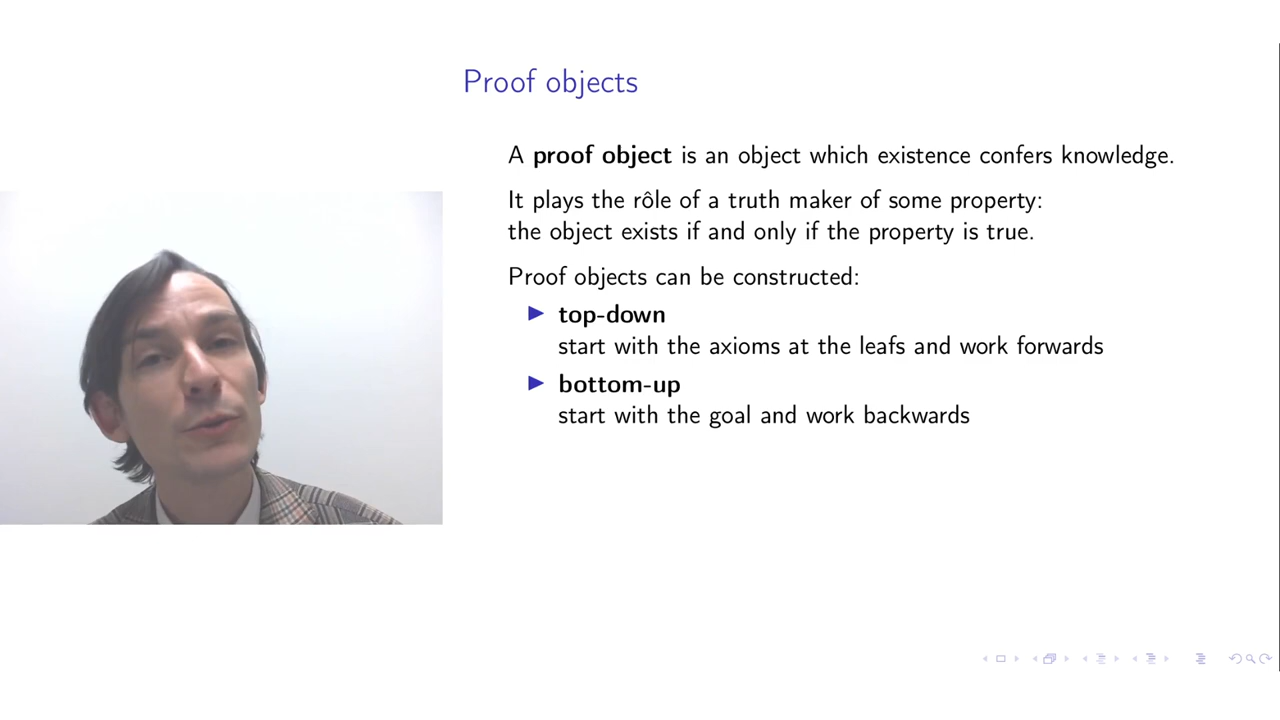 Proof objects
A proof object is an object which existence confers knowledge.
It plays the rôle of a truth maker of some property:
the object exists if and only if the property is true.
Proof objects can be constructed:
top-down
start with the axioms at the leafs and work forwards
bottom-up
start with the goal and work backwards